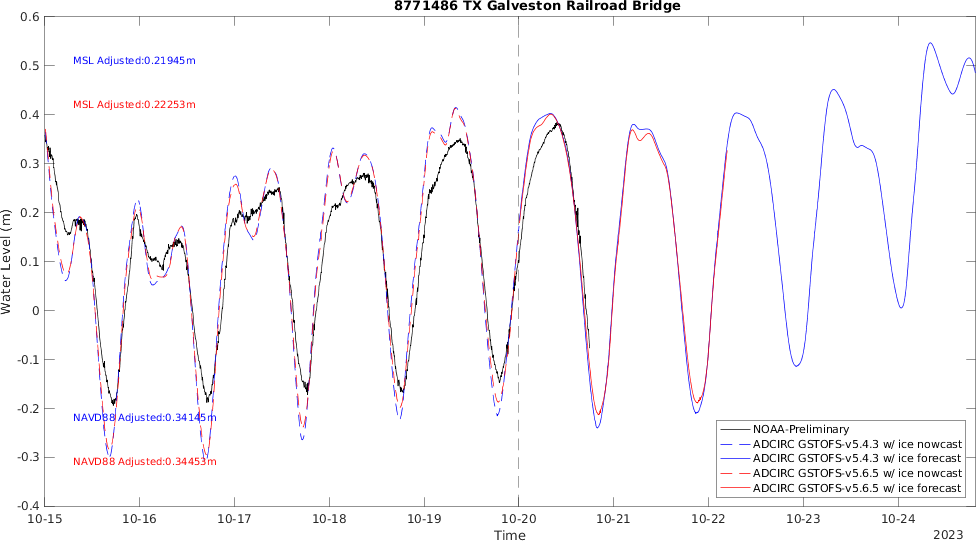 8771486 TX Galveston Railroad Bridge
0.6
0.5
0.4
0.3
0.2
0.1
0
-0.1
-0.2
-0.3
-0.4
Water Level (m)
MSL Adjusted:0.21945m
MSL Adjusted:0.22253m
NAVD88 Adjusted:0.34145m
NAVD88 Adjusted:0.34453m
NOAA-Preliminary
ADCIRC GSTOFS-v5.4.3 w/ ice nowcast
ADCIRC GSTOFS-v5.4.3 w/ ice forecast
ADCIRC GSTOFS-v5.6.5 w/ ice nowcast
ADCIRC GSTOFS-v5.6.5 w/ ice forecast
10-15 10-16 10-17 10-18 10-19 10-20 10-21 10-22 10-23 10-24
Time
2023